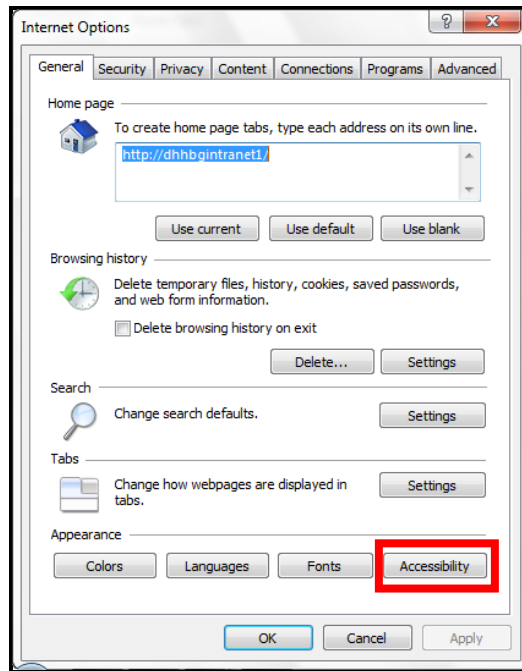 Internet Options
?
X
General Security Privacy Content Connections Programs Advanced
Home page
To create home page tabs, type each address on its own line.
http://dhhbgintranet1/
Use current Use default Use blank
Browsing history
Delete temporary files, history, cookies, saved passwords,
and web form information.
Delete browsing history on exit
Delete... Settings
Search
Change search defaults. Settings
Tabs
Change how webpages are displayed in
tabs.
Settings
Appearance
Colors Languages Fonts Accessibility
OK Cancel Apply